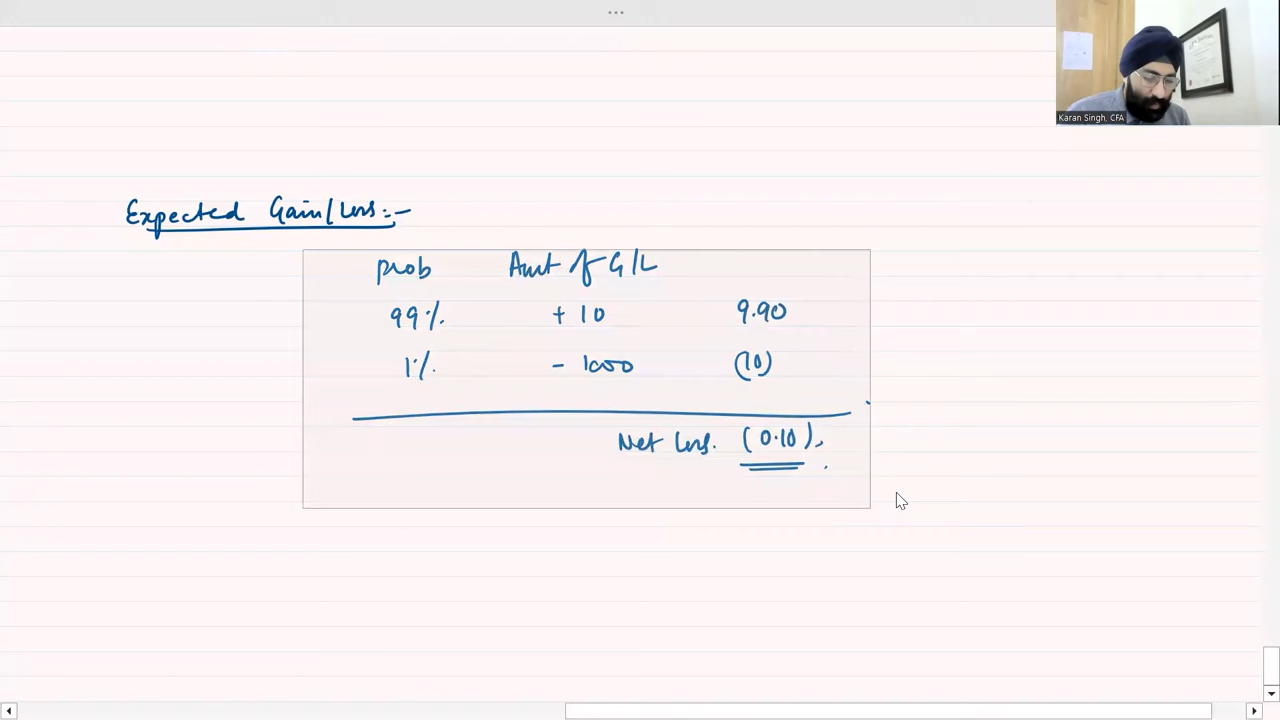 Karan Singh, CFA
Expected Gain/Loss:-
prob Amt of G/L
99% + 10 9.90
1% - 1000 (10)
Net Loss. (0.10),